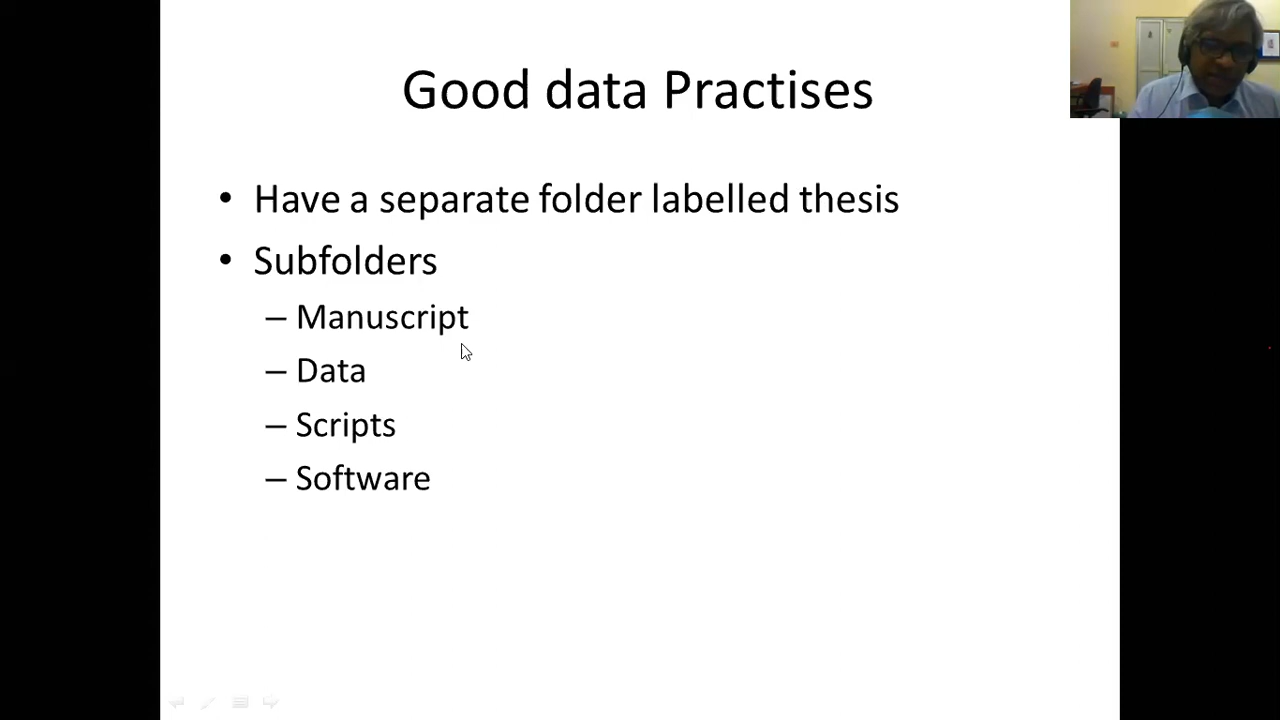 Good data Practises
• Have a separate folder labelled thesis
• Subfolders
– Manuscript
– Data
– Scripts
– Software